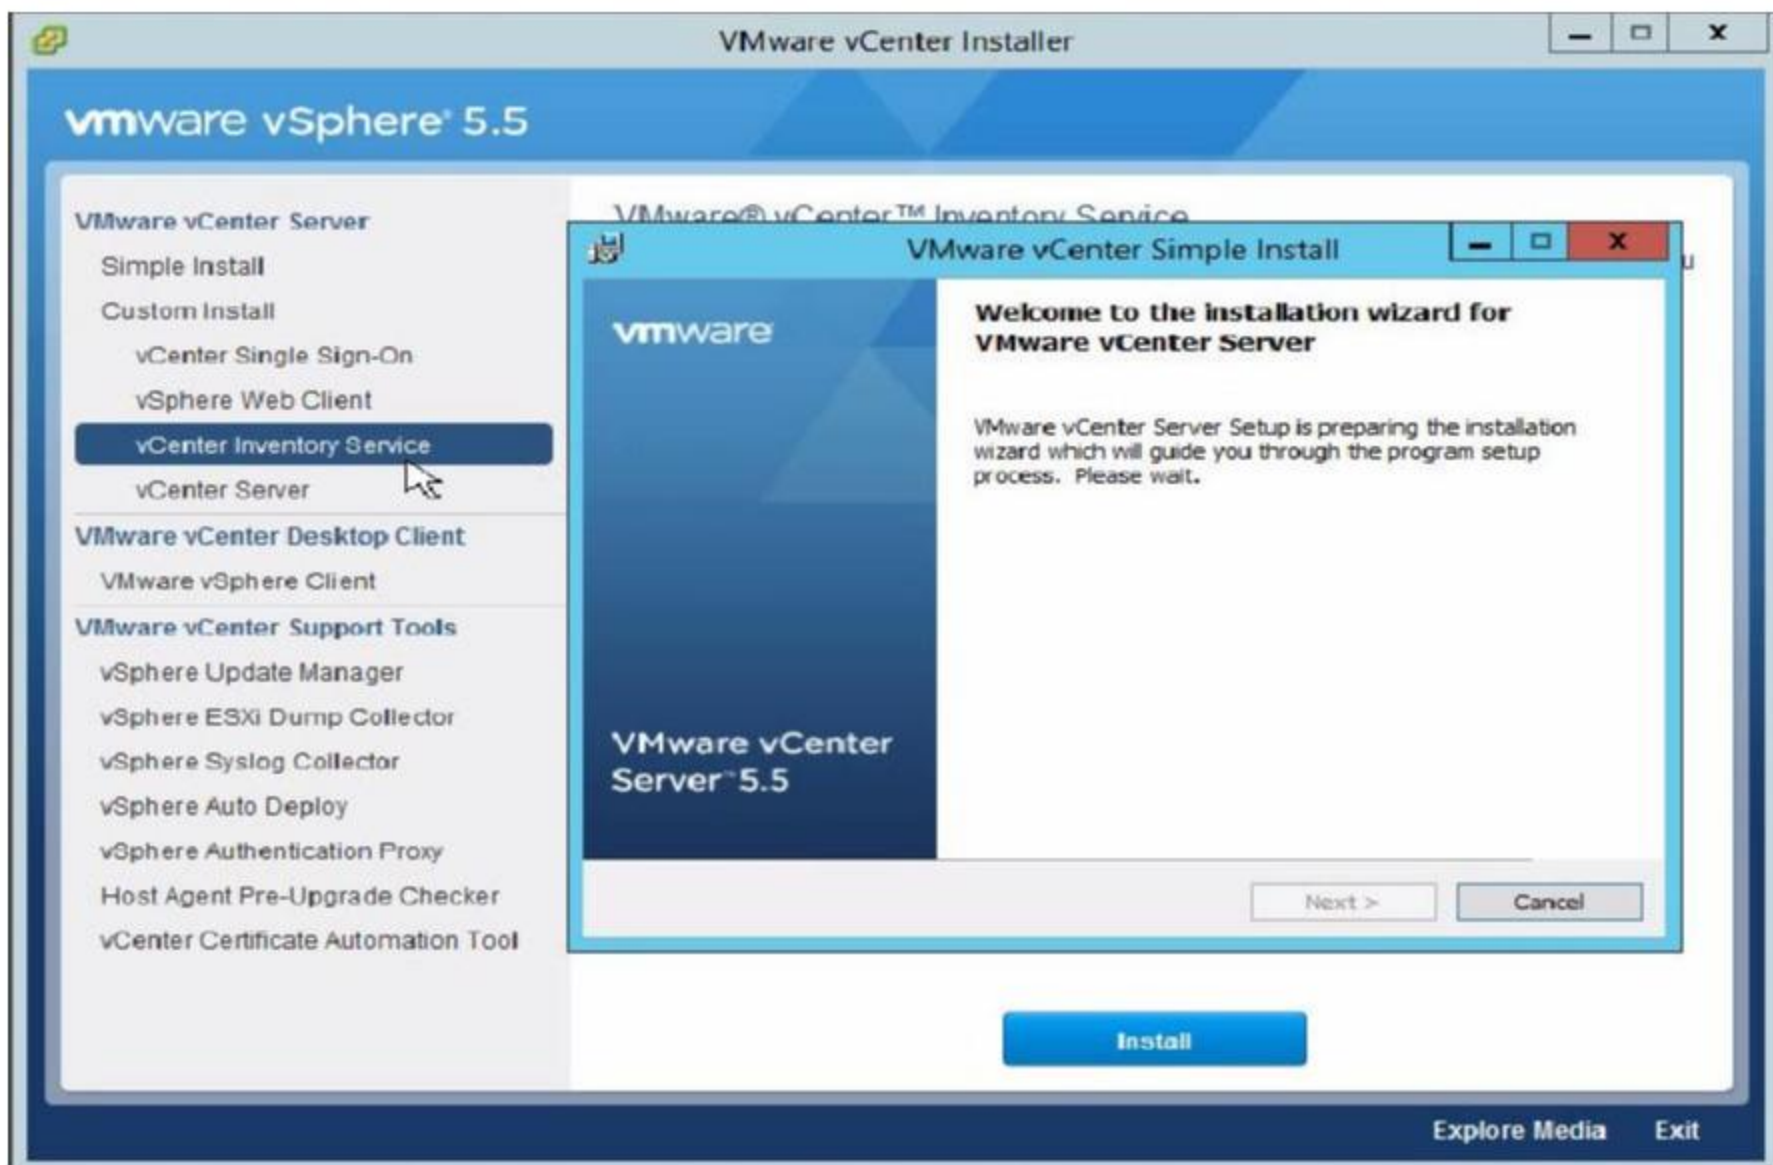 VMware vCenter Installer
vmware vSphere® 5.5
VMware vCenter Server
Simple Install
Custom Install
vCenter Single Sign-On
vSphere Web Client
vCenter Inventory Service
vCenter Server
VMware vCenter Desktop Client
VMware vSphere Client
VMware vCenter Support Tools
vSphere Update Manager
vSphere ESXi Dump Collector
vSphere Syslog Collector
vSphere Auto Deploy
vSphere Authentication Proxy
Host Agent Pre-Upgrade Checker
vCenter Certificate Automation Tool
VMware® vCenter™ Inventory Service
u
VMware vCenter Simple Install
vmware
VMware vCenter
Server™ 5.5
Welcome to the installation wizard for
VMware vCenter Server
VMware vCenter Server Setup is preparing the installation
wizard which will guide you through the program setup
process. Please wait.
Next >
Cancel
Install
Explore Media
Exit